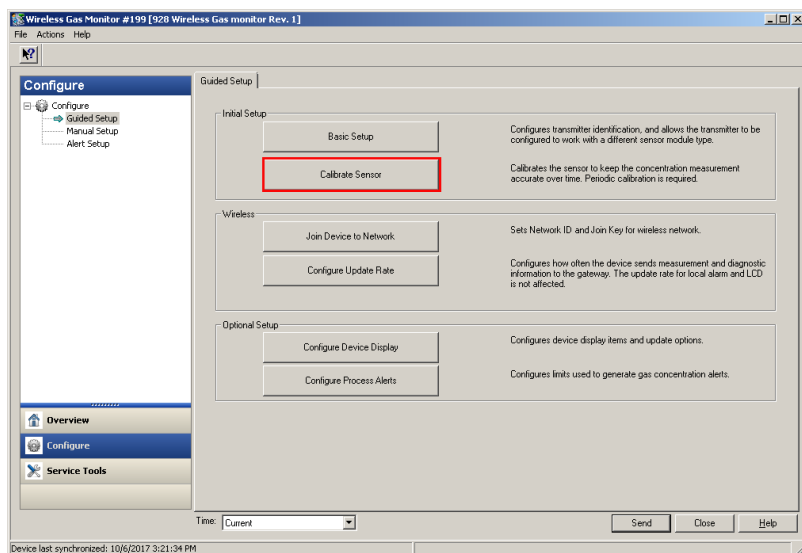 Wireless Gas Monitor #199 [928 Wireless Gas monitor Rev. 1]
File Actions Help
Configure
Configure
Guided Setup
Manual Setup
Alert Setup
Overview
Configure
Service Tools
Guided Setup
Initial Setup
Basic Setup
Configures transmitter identification, and allows the transmitter to be
configured to work with a different sensor module type.
Calibrate Sensor
Calibrates the sensor to keep the concentration measurement
accurate over time. Periodic calibration is required.
Wireless
Join Device to Network
Sets Network ID and Join Key for wireless network.
Configure Update Rate
Configures how often the device sends measurement and diagnostic
information to the gateway. The update rate for local alarm and LCD
is not affected.
Optional Setup
Configure Device Display
Configures device display items and update options.
Configure Process Alerts
Configures limits used to generate gas concentration alerts.
Time: Current
Send Close Help
Device last synchronized: 10/6/2017 3:21:34 PM